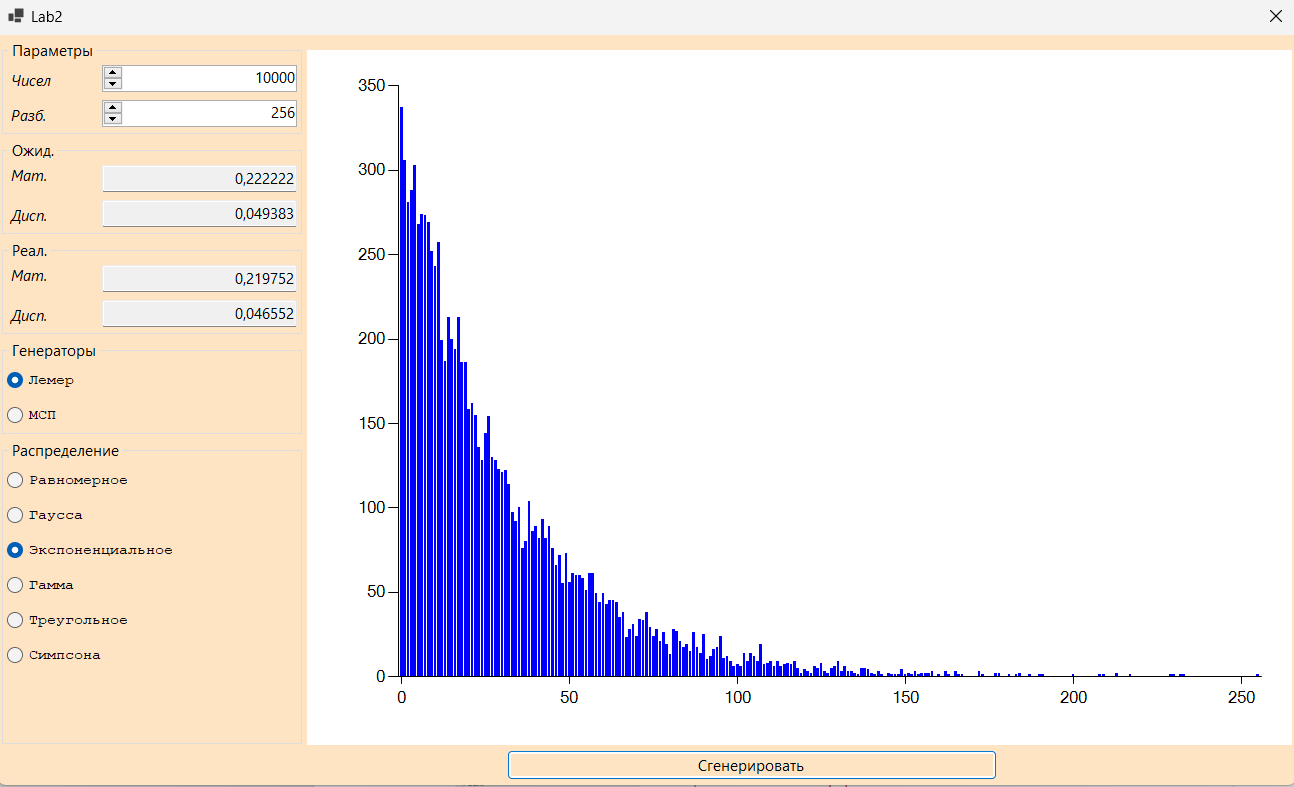 Lab2
Параметры
Чисел 10000
Разб. 256
Ожид.
Мат. 0,222222
Дисп. 0,049383
Реал.
Мат. 0,219752
Дисп. 0,046552
Генераторы
Лемер
МСП
Распределение
Равномерное
Гаусса
Экспоненциальное
Гамма
Треугольное
Симпсона
350
300
250
200
150
100
50
0
0 50 100 150 200 250
Сгенерировать